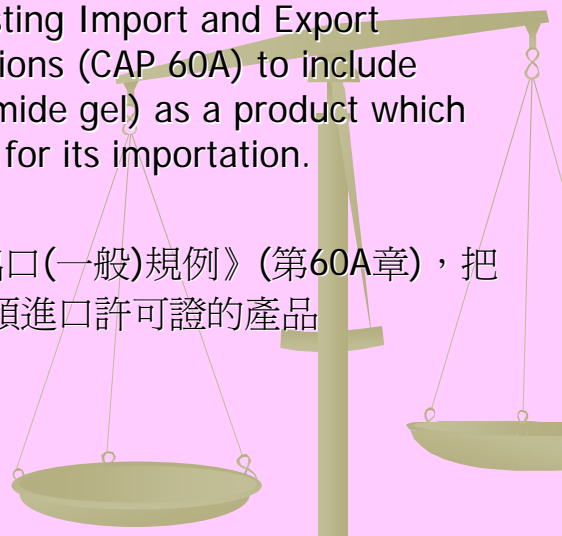 sting Import and Export
ions (CAP 60A) to include
mide gel) as a product which
for its importation.
口(一般)規例》(第60A章)，把
須進口許可證的產品